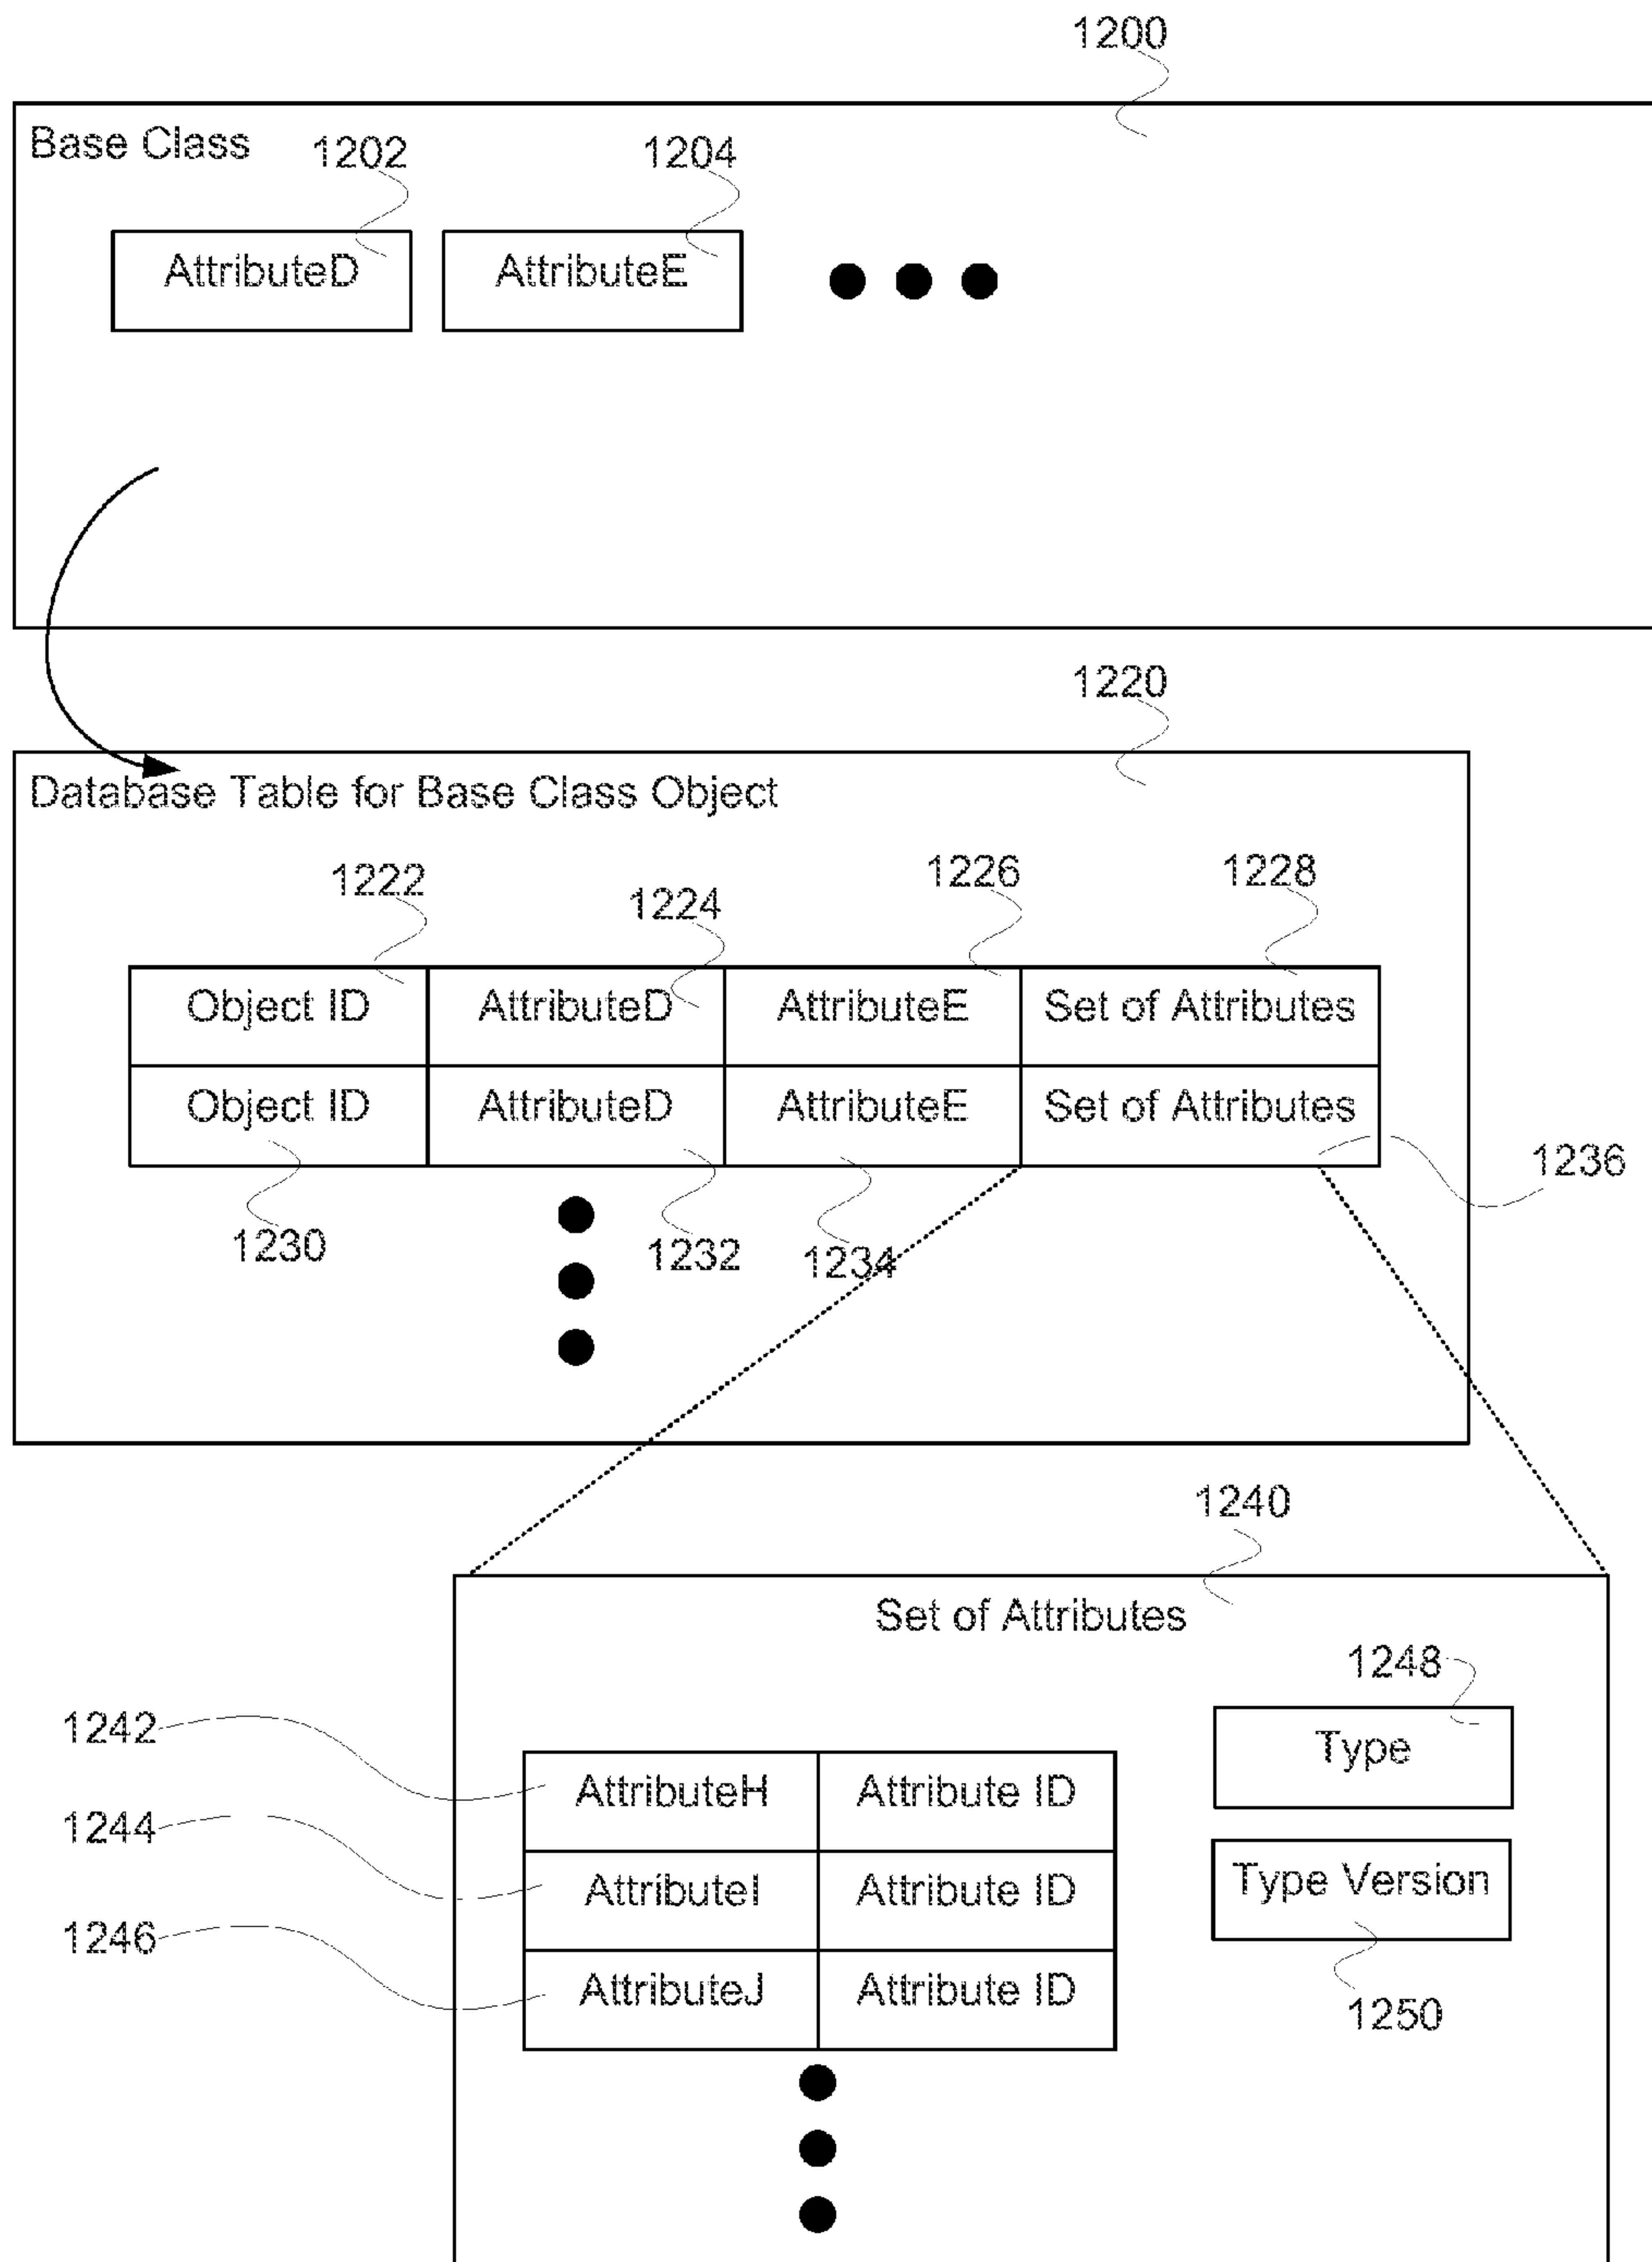 1200
Base Class
1202
1204
AttributeD
AttributeE
1220
Database Table for Base Class Object
1222
1224
1226
1228
Object ID
AttributeD
AttributeE
Set of Attributes
Object ID
AttributeD
AttributeE
Set of Attributes
1236
1230
1232
1234
1240
Set of Attributes
1248
1242
Type
AttributeH
Attribute ID
1244
Type Version
AttributeI
Attribute ID
1246
AttributeJ
Attribute ID
1250